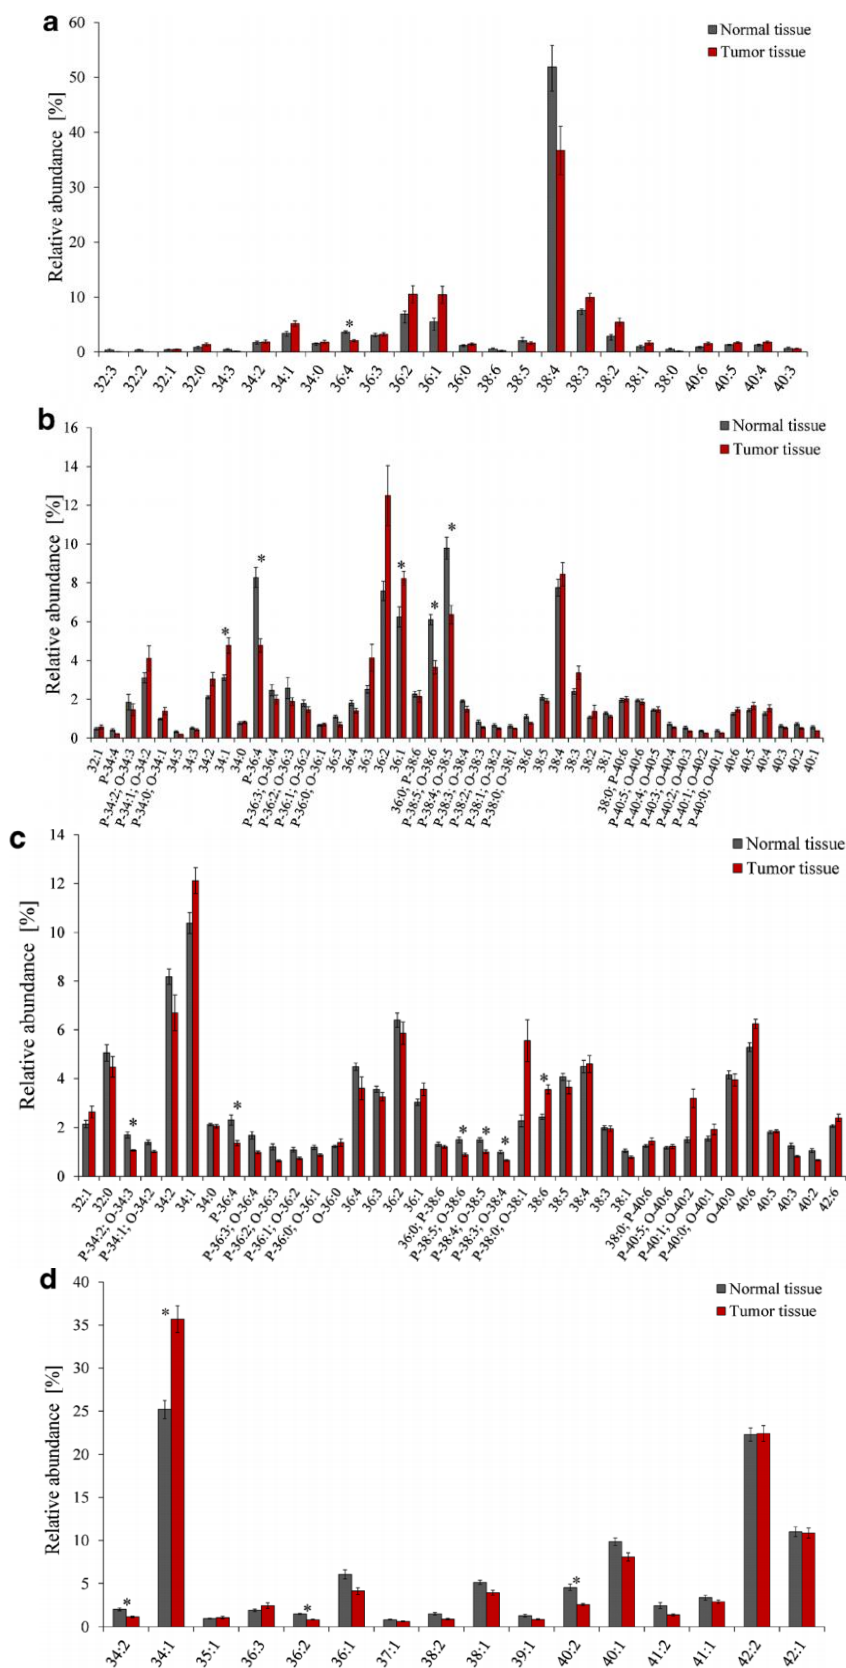 a
60
50
40
30
20
10
0
Relative abundance [%]
Normal tissue
Tumor tissue
*
32:3 32:2 32:1 32:0 34:3 34:2 34:1 34:0 36:4 36:3 36:2 36:1 36:0 38:6 38:5 38:4 38:3 38:2 38:1 38:0 40:6 40:5 40:4 40:3
b
16
14
12
10
8
6
4
2
0
Relative abundance [%]
Normal tissue
Tumor tissue
* * * * *
32:1 P-34:4 P-34:2; O-34:3 P-34:1; O-34:2 P-34:0; O-34:1 34:5 34:3 34:2 34:1 34:0 P-36:4 P-36:3; O-36:4 P-36:2; O-36:3 P-36:1; O-36:2 P-36:0; O-36:1 36:5 36:4 36:3 36:2 36:1 36:0; P-38:6 P-38:5; O-38:6 P-38:4; O-38:5 P-38:3; O-38:4 P-38:2; O-38:3 P-38:1; O-38:2 P-38:0; O-38:1 38:6 38:5 38:4 38:3 38:2 38:1 38:0; P-40:6 P-40:5; O-40:6 P-40:4; O-40:5 P-40:3; O-40:4 P-40:2; O-40:3 P-40:1; O-40:2 P-40:0; O-40:1 40:6 40:5 40:4 40:3 40:2 40:1
c
14
12
10
8
6
4
2
0
Relative abundance [%]
Normal tissue
Tumor tissue
* * * * * *
32:1 32:0 P-34:2; O-34:3 P-34:1; O-34:2 34:2 34:1 34:0 P-36:4 P-36:3; O-36:4 P-36:2; O-36:3 P-36:1; O-36:2 P-36:0; O-36:1 O-36:0 36:4 36:3 36:2 36:1 36:0; P-38:6 P-38:5; O-38:6 P-38:4; O-38:5 P-38:3; O-38:4 P-38:0; O-38:1 38:6 38:5 38:4 38:3 38:1 38:0; P-40:6 P-40:5; O-40:6 P-40:1; O-40:2 P-40:0; O-40:1 O-40:0 40:6 40:5 40:3 40:2 42:6
d
40
35
30
25
20
15
10
5
0
Relative abundance [%]
Normal tissue
Tumor tissue
* * * *
34:2 34:1 35:1 36:3 36:2 36:1 37:1 38:2 38:1 39:1 40:2 40:1 41:2 41:1 42:2 42:1